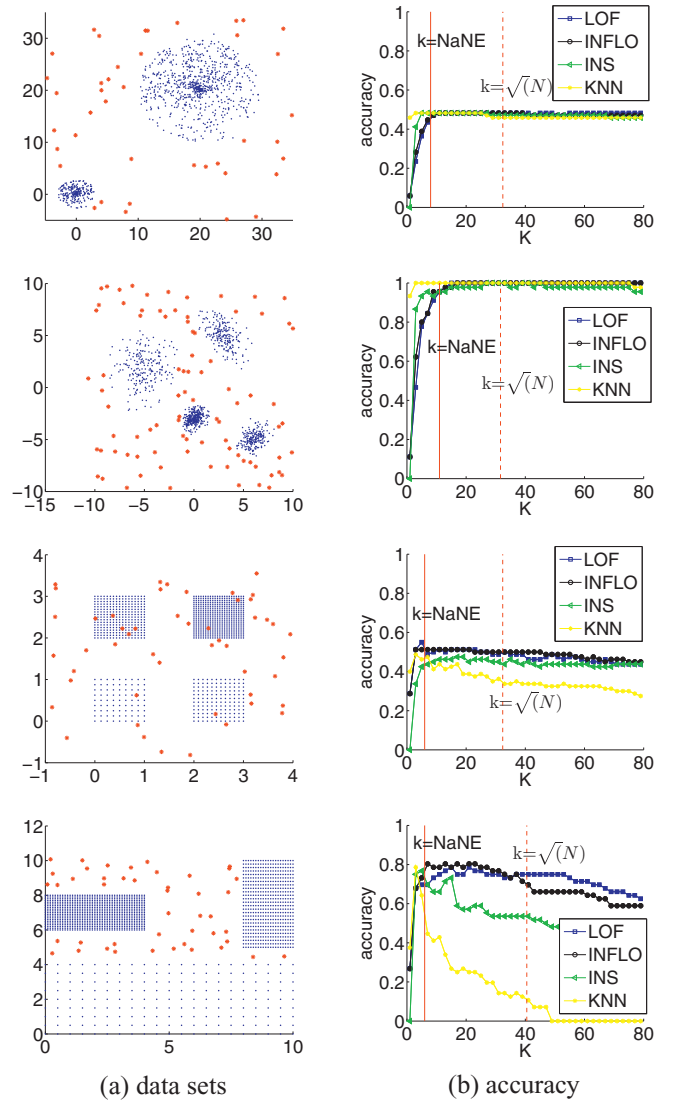 30
20
10
0
0 10 20 30
1
0.8
0.6
0.4
0.2
0
accuracy
k=NaNE
k=√(N)
LOF
INFLO
INS
KNN
0 20 40 60 80
K
10
5
0
−5
−10
−15 −10 −5 0 5 10
1
0.8
0.6
0.4
0.2
0
accuracy
k=NaNE
k=√(N)
LOF
INFLO
INS
KNN
0 20 40 60 80
K
4
3
2
1
0
−1
−1 0 1 2 3 4
1
0.8
0.6
0.4
0.2
0
accuracy
k=NaNE
k=√(N)
LOF
INFLO
INS
KNN
0 20 40 60 80
K
12
10
8
6
4
2
0
0 5 10
1
0.8
0.6
0.4
0.2
0
accuracy
k=NaNE
k=√(N)
LOF
INFLO
INS
KNN
0 20 40 60 80
K
(a) data sets
(b) accuracy